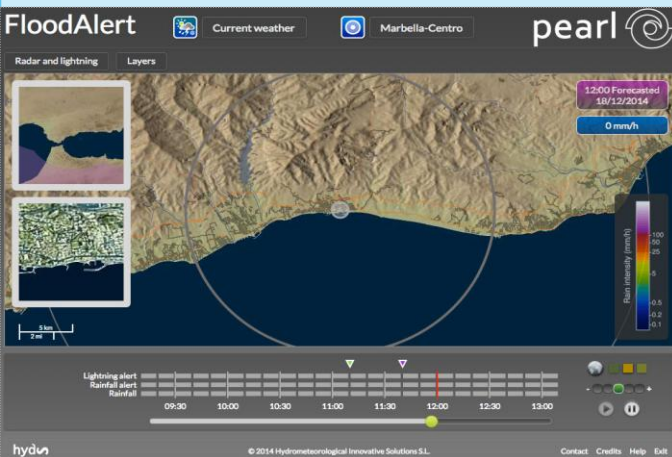 FloodAlert
Current weather
Marbella-Centro
pearl
Radar and lightning
Layers
12:00 Forecasted
18/12/2014
0 mm/h
Rain intensity (mm/h)
100
50
25
5
0.5
0.2
0.1
5 km
2 mi
Lightning alert
Rainfall alert
Rainfall
09:30 10:00 10:30 11:00 11:30 12:00 12:30 13:00
- +
hyds
© 2014 Hydrometeorological Innovative Solutions S.L.
Contact Credits Help Exit